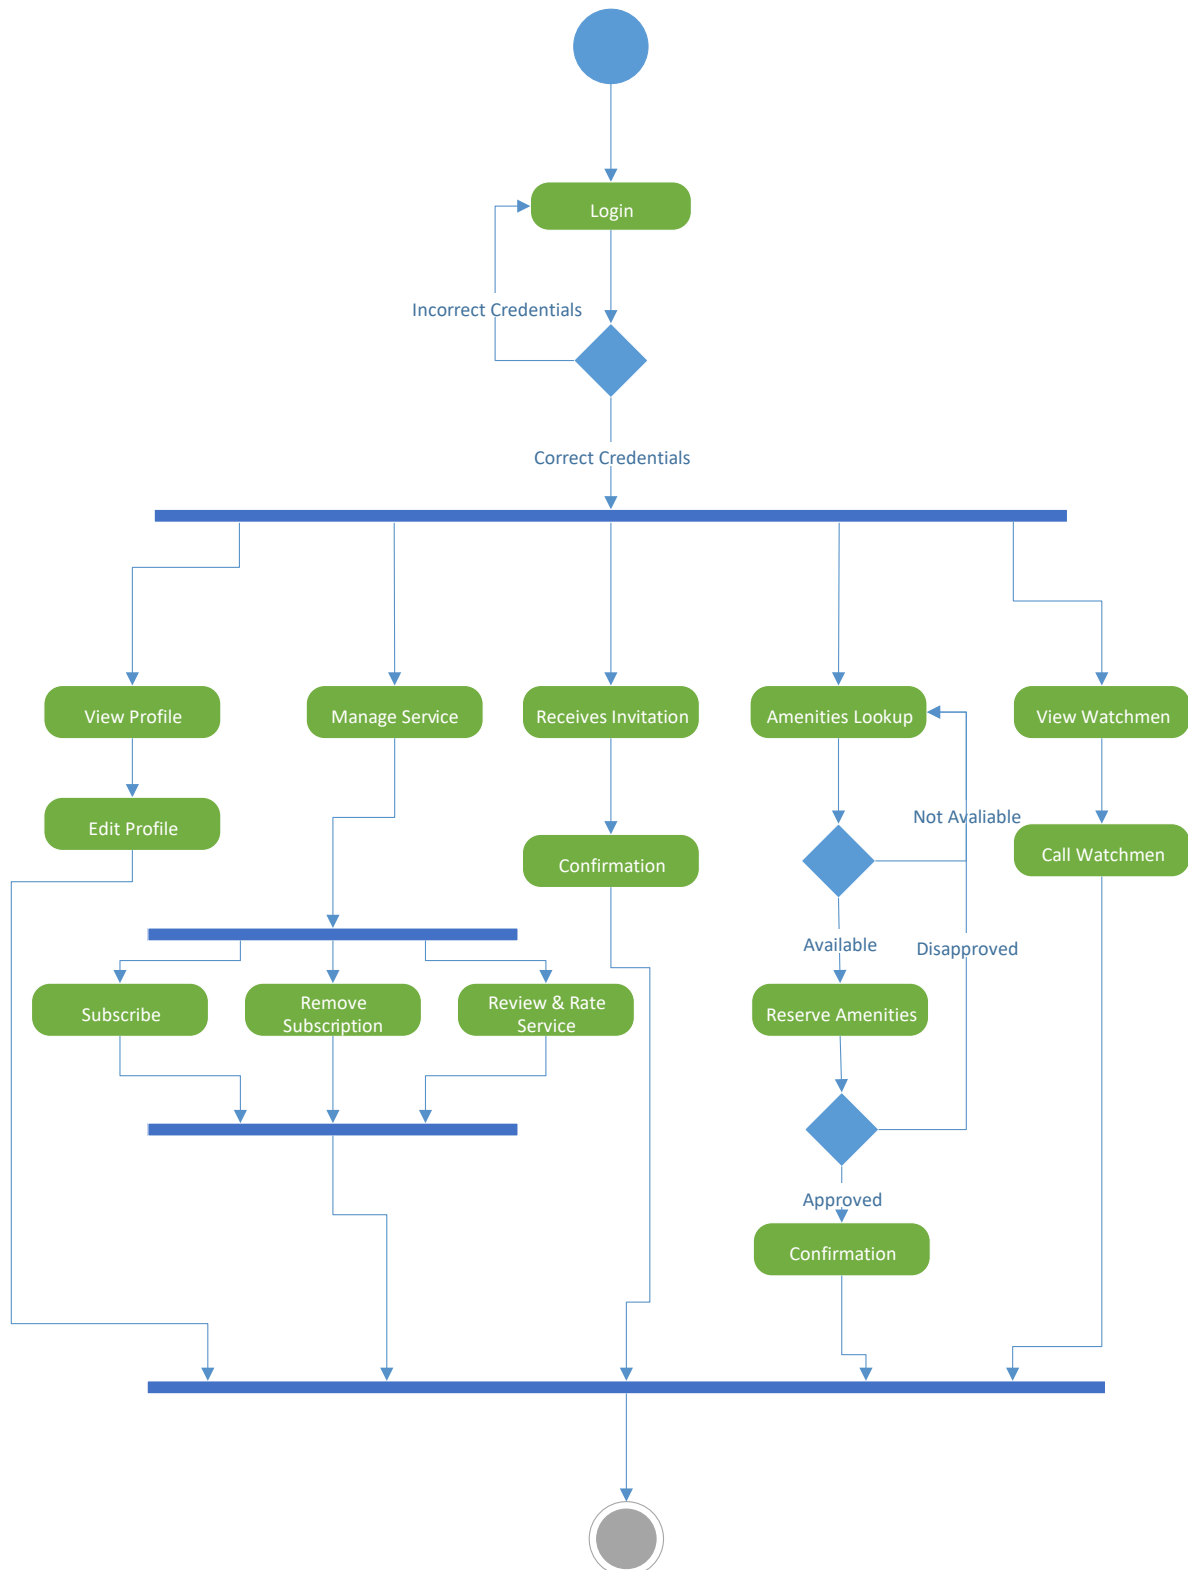 Login
Incorrect Credentials
Correct Credentials
View Profile
Manage Service
Receives Invitation
Amenities Lookup
View Watchmen
Edit Profile
Not Avaliable
Confirmation
Call Watchmen
Available
Disapproved
Subscribe
Remove
Subscription
Review & Rate
Service
Reserve Amenities
Approved
Confirmation